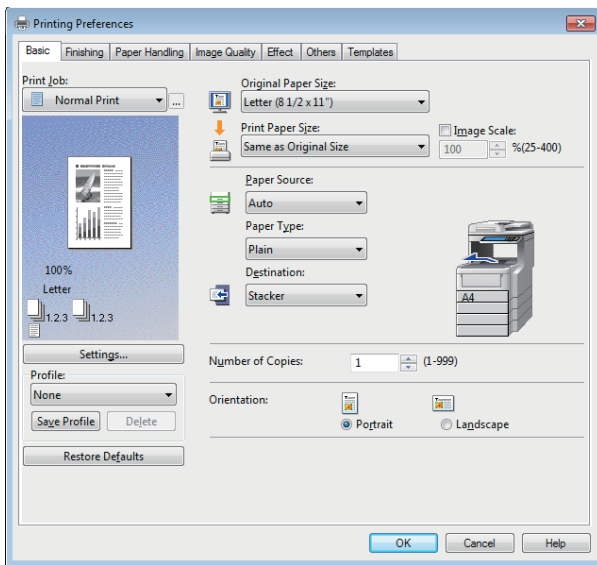 Printing Preferences
Basic Finishing Paper Handling Image Quality Effect Others Templates
Print Job:
Normal Print
...
100%
Letter
1.2.3 1.2.3
Settings...
Profile:
None
Save Profile Delete
Restore Defaults
Original Paper Size:
Letter (8 1/2 x 11")
Print Paper Size:
Same as Original Size
Image Scale:
100 %(25-400)
Paper Source:
Auto
Paper Type:
Plain
Destination:
Stacker
A4
Number of Copies: 1 (1-999)
Orientation:
Portrait Landscape
OK Cancel Help